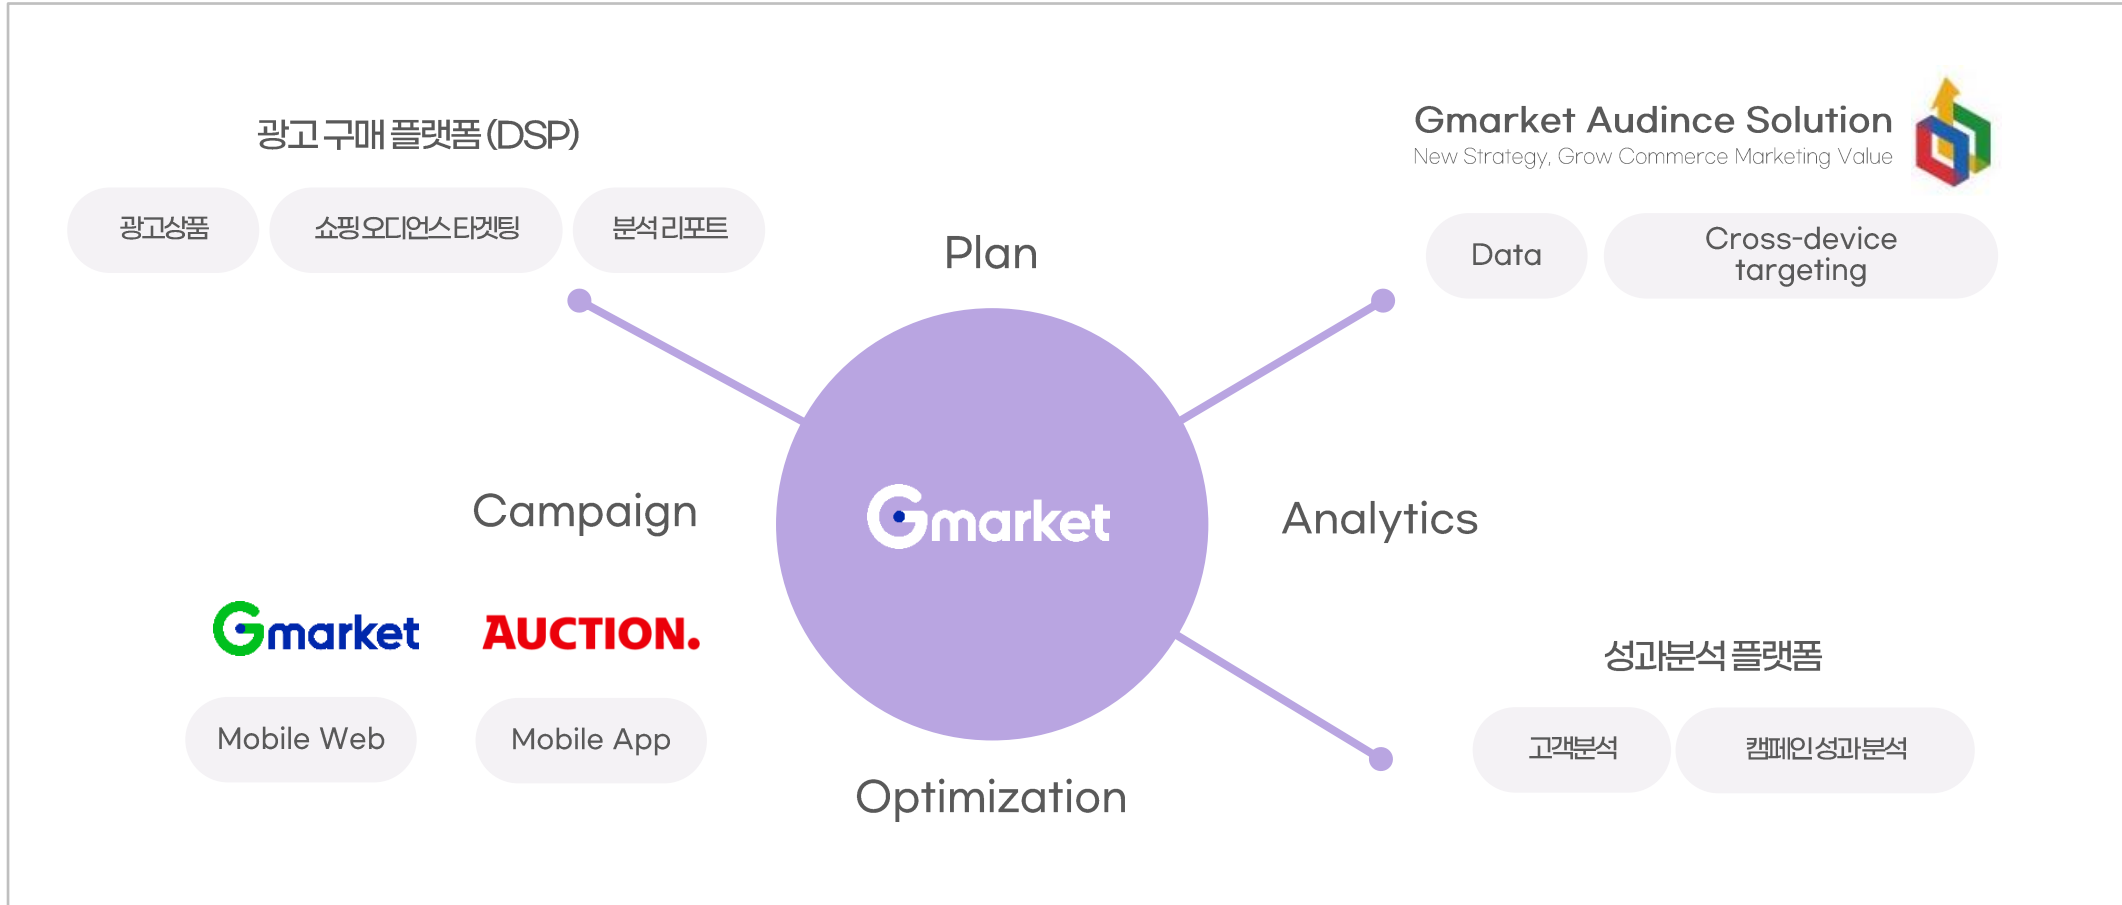 광고 구매 플랫폼 (DSP)
광고상품
쇼핑 오디언스 타겟팅
분석 리포트
Gmarket Audince Solution
New Strategy, Grow Commerce Marketing Value
Data
Cross-device
targeting
Plan
Campaign
Gmarket
Analytics
Gmarket
AUCTION.
Mobile Web
Mobile App
Optimization
성과분석 플랫폼
고객분석
캠페인 성과 분석